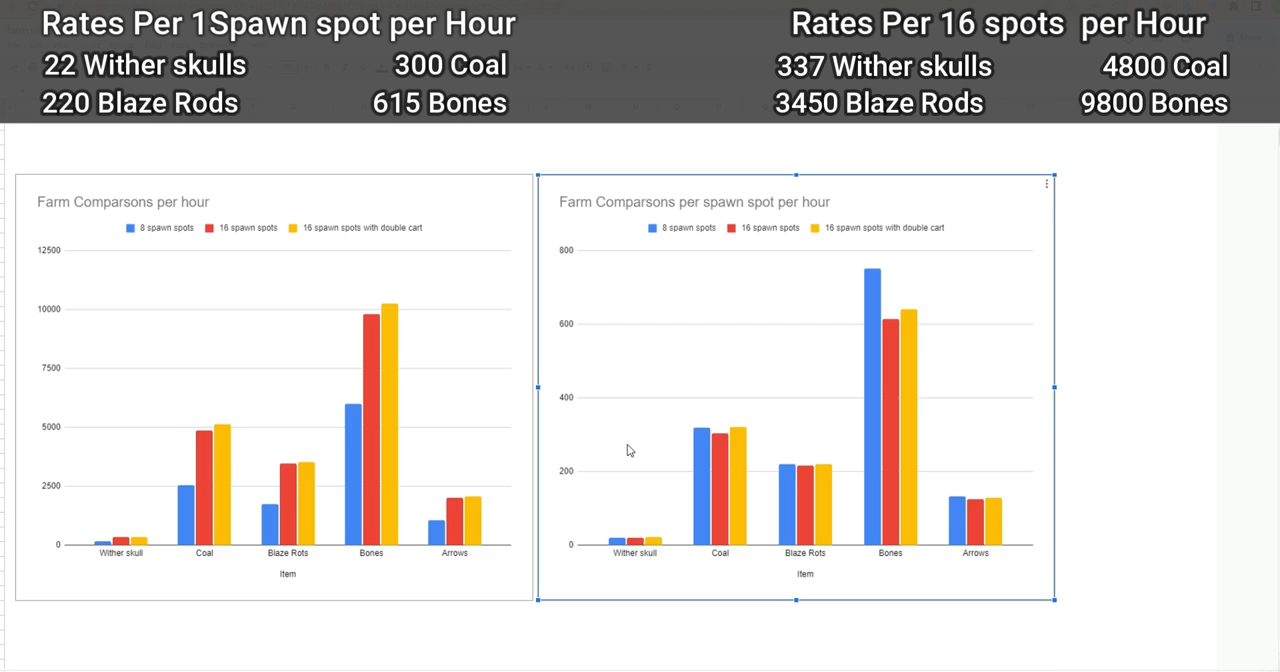 Rates Per 1Spawn spot per Hour
22 Wither skulls 300 Coal
220 Blaze Rods 615 Bones
Rates Per 16 spots per Hour
337 Wither skulls 4800 Coal
3450 Blaze Rods 9800 Bones
Farm Comparsons per hour
8 spawn spots 16 spawn spots 16 spawn spots with double cart
12500
10000
7500
5000
2500
0
Wither skull Coal Blaze Rots Bones Arrows
Item
Farm Comparsons per spawn spot per hour
8 spawn spots 16 spawn spots 16 spawn spots with double cart
800
600
400
200
0
Wither skull Coal Blaze Rots Bones Arrows
Item